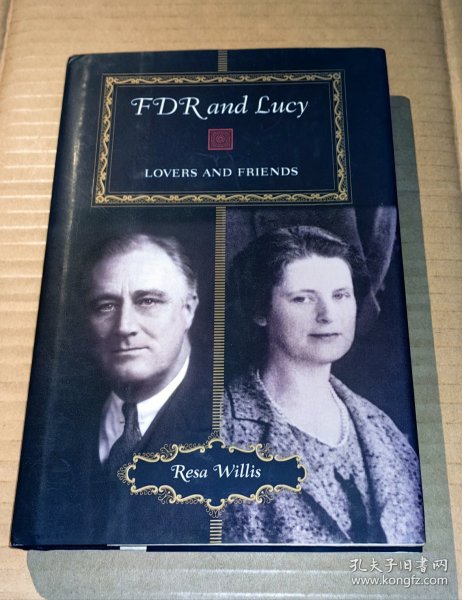 FDR and Lucy
LOVERS AND FRIENDS
Resa Willis
孔夫子旧书网
www.kongfz.com